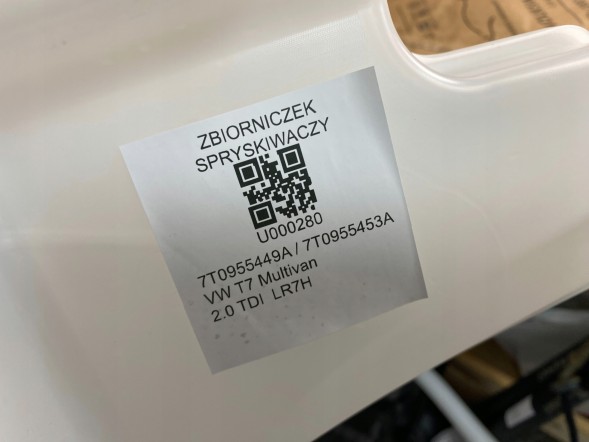 ZBIORNICZEK
SPRYSKIWACZY
U000280
7T0955449A / 7T0955453A
VW T7 Multivan
2.0 TDI LR7H